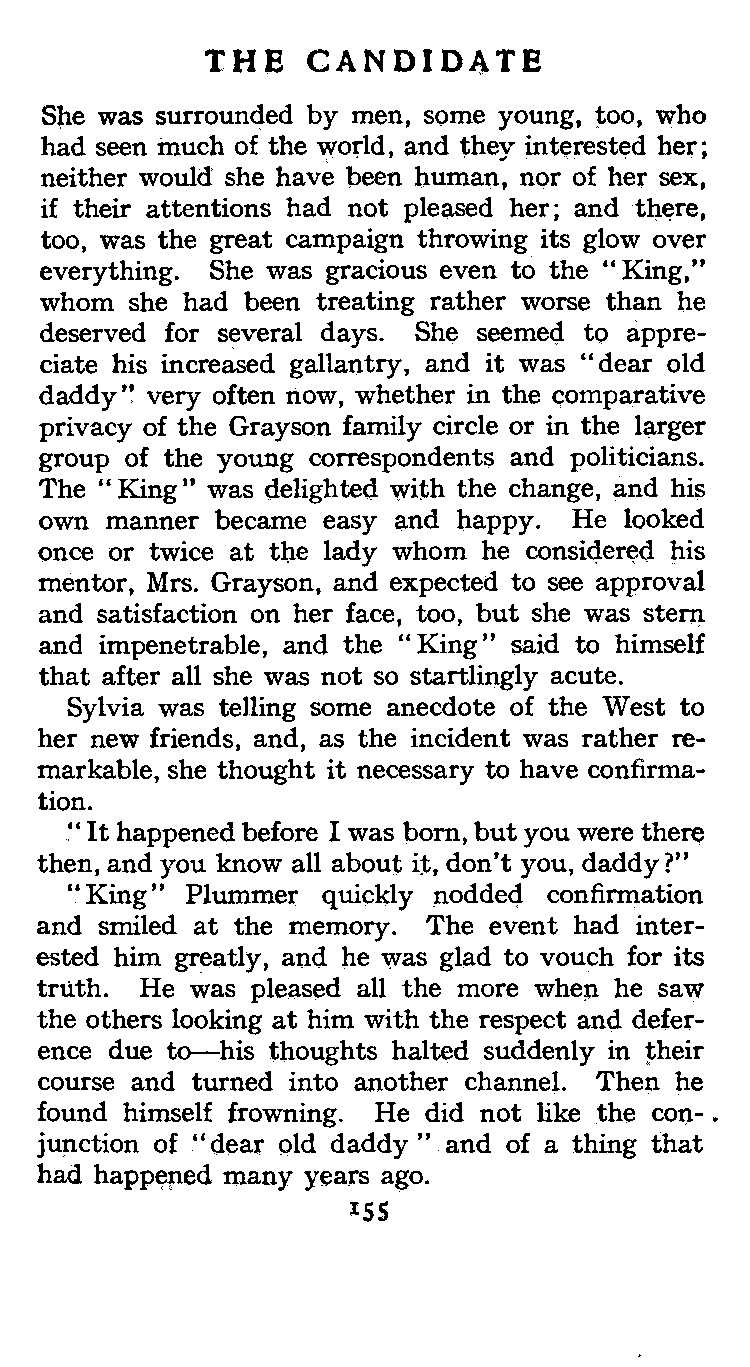 THE CANDIDATE
She was surrounded by men, some young, too, who
had seen much of the world, and they interested her;
neither would she have been human, nor of her sex,
if their attentions had not pleased her; and there,
too, was the great campaign throwing its glow over
everything. She was gracious even to the "King,"
whom she had been treating rather worse than he
deserved for several days. She seemed to appre-
ciate his increased gallantry, and it was "dear old
daddy" very often now, whether in the comparative
privacy of the Grayson family circle or in the larger
group of the young correspondents and politicians.
The "King" was delighted with the change, and his
own manner became easy and happy. He looked
once or twice at the lady whom he considered his
mentor, Mrs. Grayson, and expected to see approval
and satisfaction on her face, too, but she was stern
and impenetrable, and the "King" said to himself
that after all she was not so startlingly acute.
Sylvia was telling some anecdote of the West to
her new friends, and, as the incident was rather re-
markable, she thought it necessary to have confirma-
tion.
"It happened before I was born, but you were there
then, and you know all about it, don't you, daddy?"
"King" Plummer quickly nodded confirmation
and smiled at the memory. The event had inter-
ested him greatly, and he was glad to vouch for its
truth. He was pleased all the more when he saw
the others looking at him with the respect and defer-
ence due to—his thoughts halted suddenly in their
course and turned into another channel. Then he
found himself frowning. He did not like the con-
junction of "dear old daddy" and of a thing that
had happened many years ago.
155